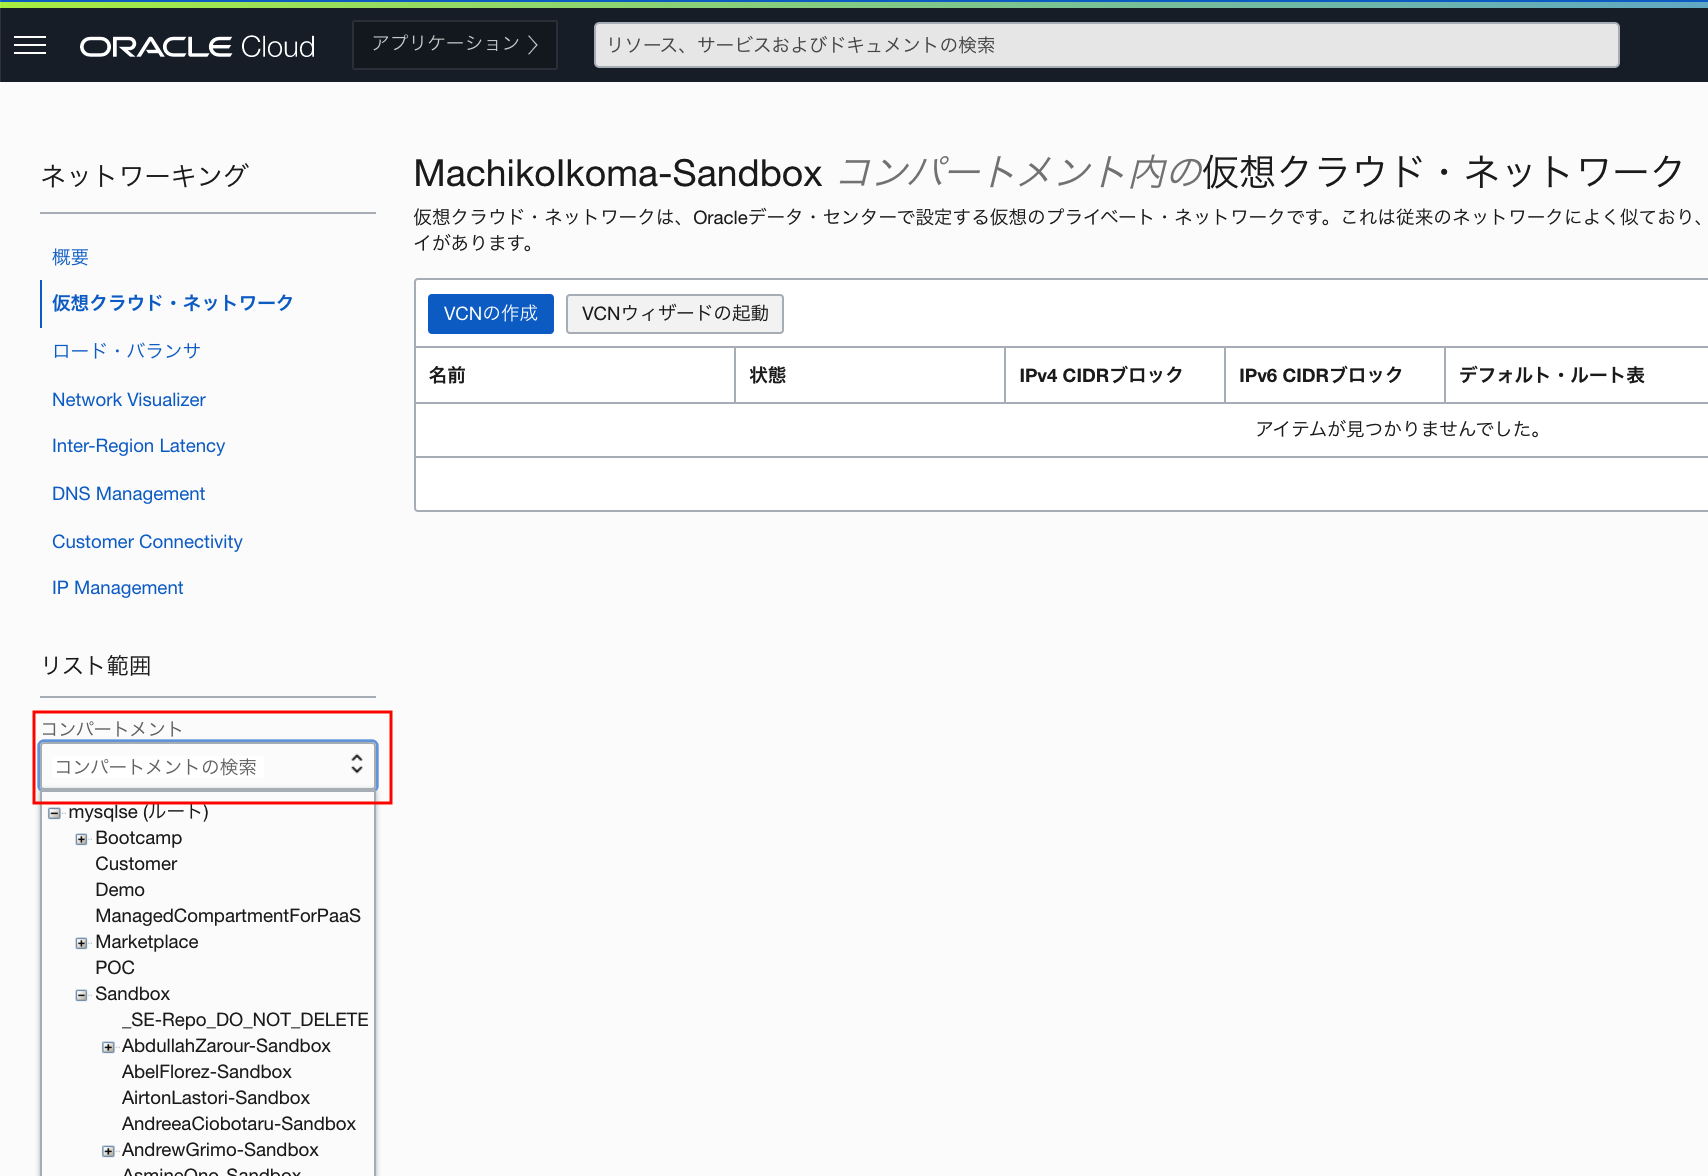 ORACLE Cloud
アプリケーション
リソース、サービスおよびドキュメントの検索
ネットワーキング
概要
仮想クラウド・ネットワーク
ロード・バランサ
Network Visualizer
Inter-Region Latency
DNS Management
Customer Connectivity
IP Management
リスト範囲
コンパートメント
コンパートメントの検索
mysqlse (ルート)
Bootcamp
Customer
Demo
ManagedCompartmentForPaaS
Marketplace
POC
Sandbox
_SE-Repo_DO_NOT_DELETE
AbdullahZarour-Sandbox
AbelFlorez-Sandbox
AirtonLastori-Sandbox
AndreeaCiobotaru-Sandbox
AndrewGrimo-Sandbox
AsmineOno-Sandbox
MachikoIkoma-Sandbox コンパートメント内の仮想クラウド・ネットワーク
仮想クラウド・ネットワークは、Oracleデータ・センターで設定する仮想のプライベート・ネットワークです。これは従来のネットワークによく似ており、
イがあります。
VCNの作成
VCNウィザードの起動
名前
状態
IPv4 CIDRブロック
IPv6 CIDRブロック
デフォルト・ルート表
アイテムが見つかりませんでした。